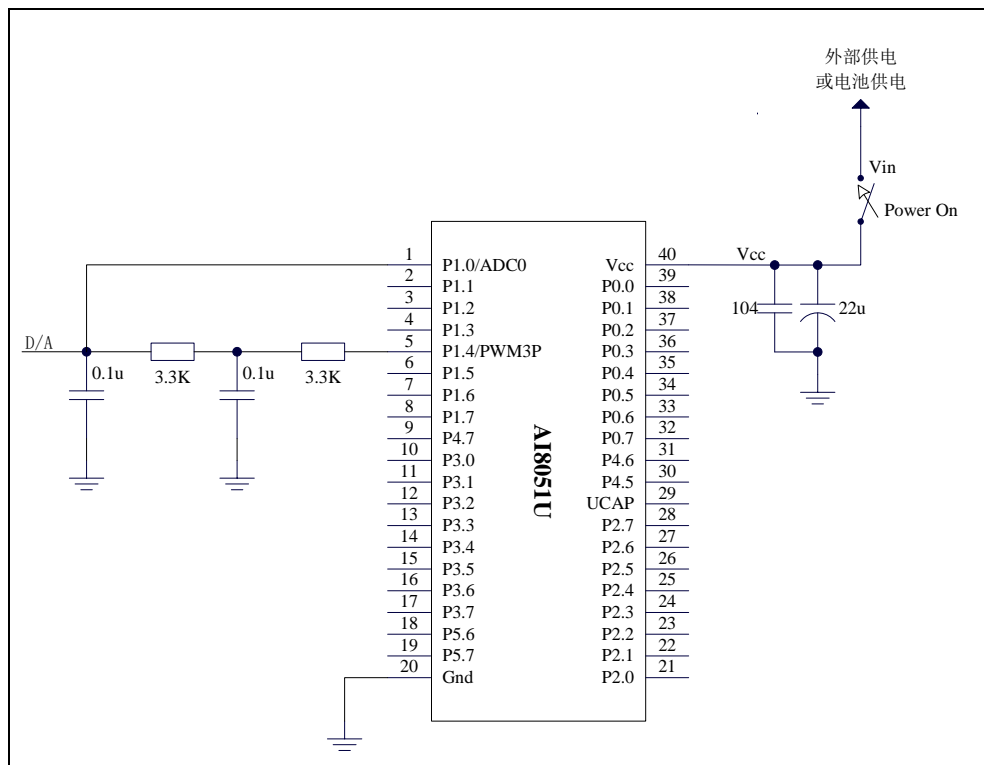 外部供电
或电池供电
Vin
Power On
1 P1.0/ADC0 Vcc 40 Vcc
2 P1.1 P0.0 39
3 P1.2 P0.1 38 104 22u
4 P1.3 P0.2 37
D/A 5 P1.4/PWM3P P0.3 36
0.1u 3.3K 0.1u 3.3K 6 P1.5 P0.4 35
7 P1.6 P0.5 34
8 P1.7 P0.6 33
9 P4.7 P0.7 32
10 P3.0 P4.6 31
11 P3.1 P4.5 30
12 P3.2 UCAP 29
13 P3.3 P2.7 28
14 P3.4 P2.6 27
15 P3.5 P2.5 26
16 P3.6 P2.4 25
17 P3.7 P2.3 24
18 P5.6 P2.2 23
19 P5.7 P2.1 22
20 Gnd P2.0 21
AI8051U